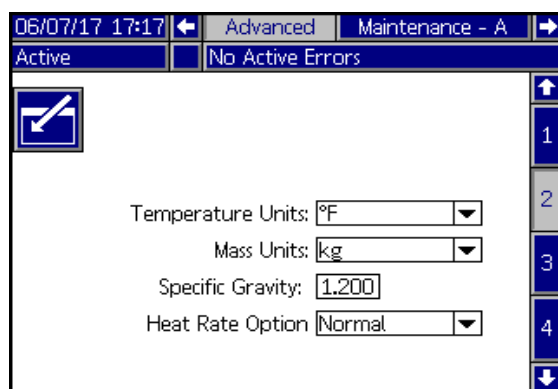 06/07/17 17:17 Advanced Maintenance - A
Active No Active Errors
1
2
Temperature Units: °F
Mass Units: kg
3
Specific Gravity: 1.200
Heat Rate Option Normal
4